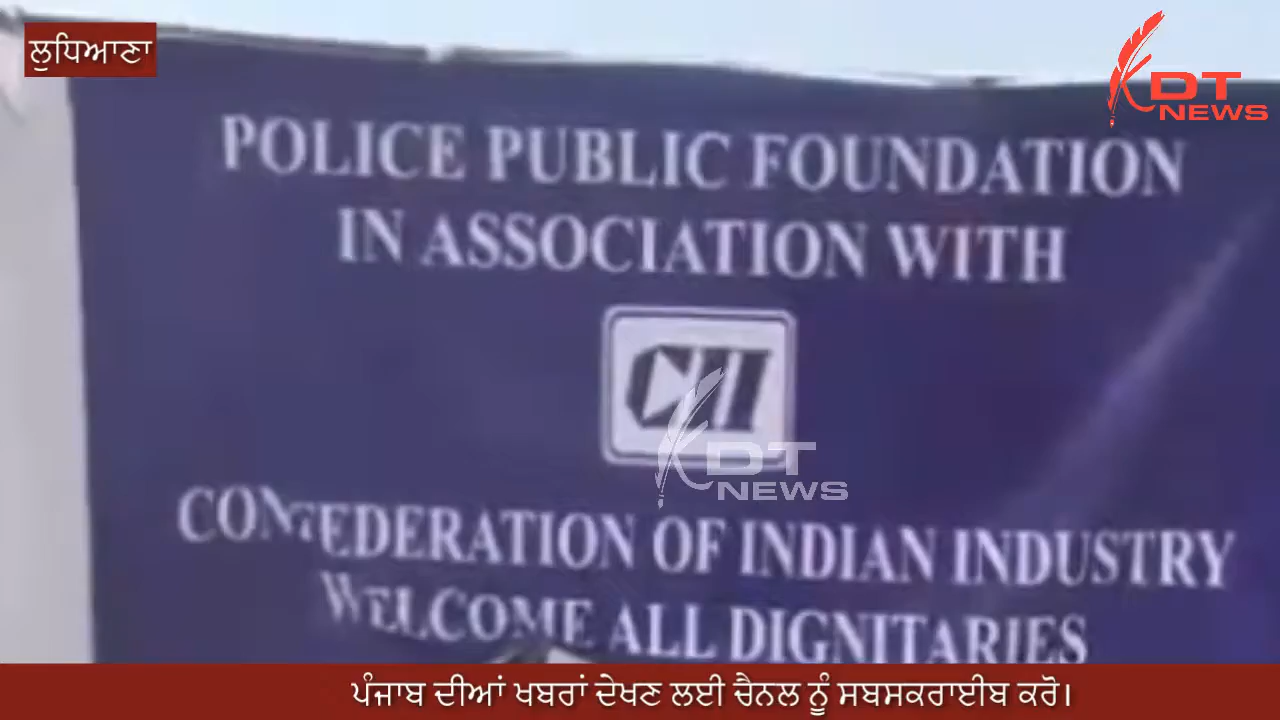 ਲੁਧਿਆਣਾ
DT
NEWS
POLICE PUBLIC FOUNDATION
IN ASSOCIATION WITH
CII
DT
NEWS
CONFEDERATION OF INDIAN INDUSTRY
WELCOME ALL DIGNITARIES
ਪੰਜਾਬ ਦੀਆਂ ਖਬਰਾਂ ਦੇਖਣ ਲਈ ਚੈਨਲ ਨੂੰ ਸਬਸਕਰਾਈਬ ਕਰੋ।